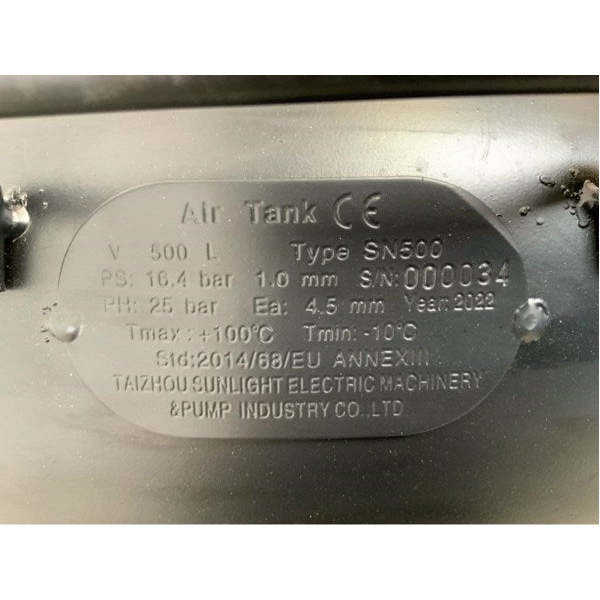 Air Tank CE
V 500 L Type SN500
PS: 16.4 bar 1.0 mm S/N: 000034
PH: 25 bar Ea: 4.5 mm Year: 2022
Tmax: +100°C Tmin: -10°C
Std:2014/68/EU ANNEXIII
TAIZHOU SUNLIGHT ELECTRIC MACHINERY
&PUMP INDUSTRY CO.,LTD